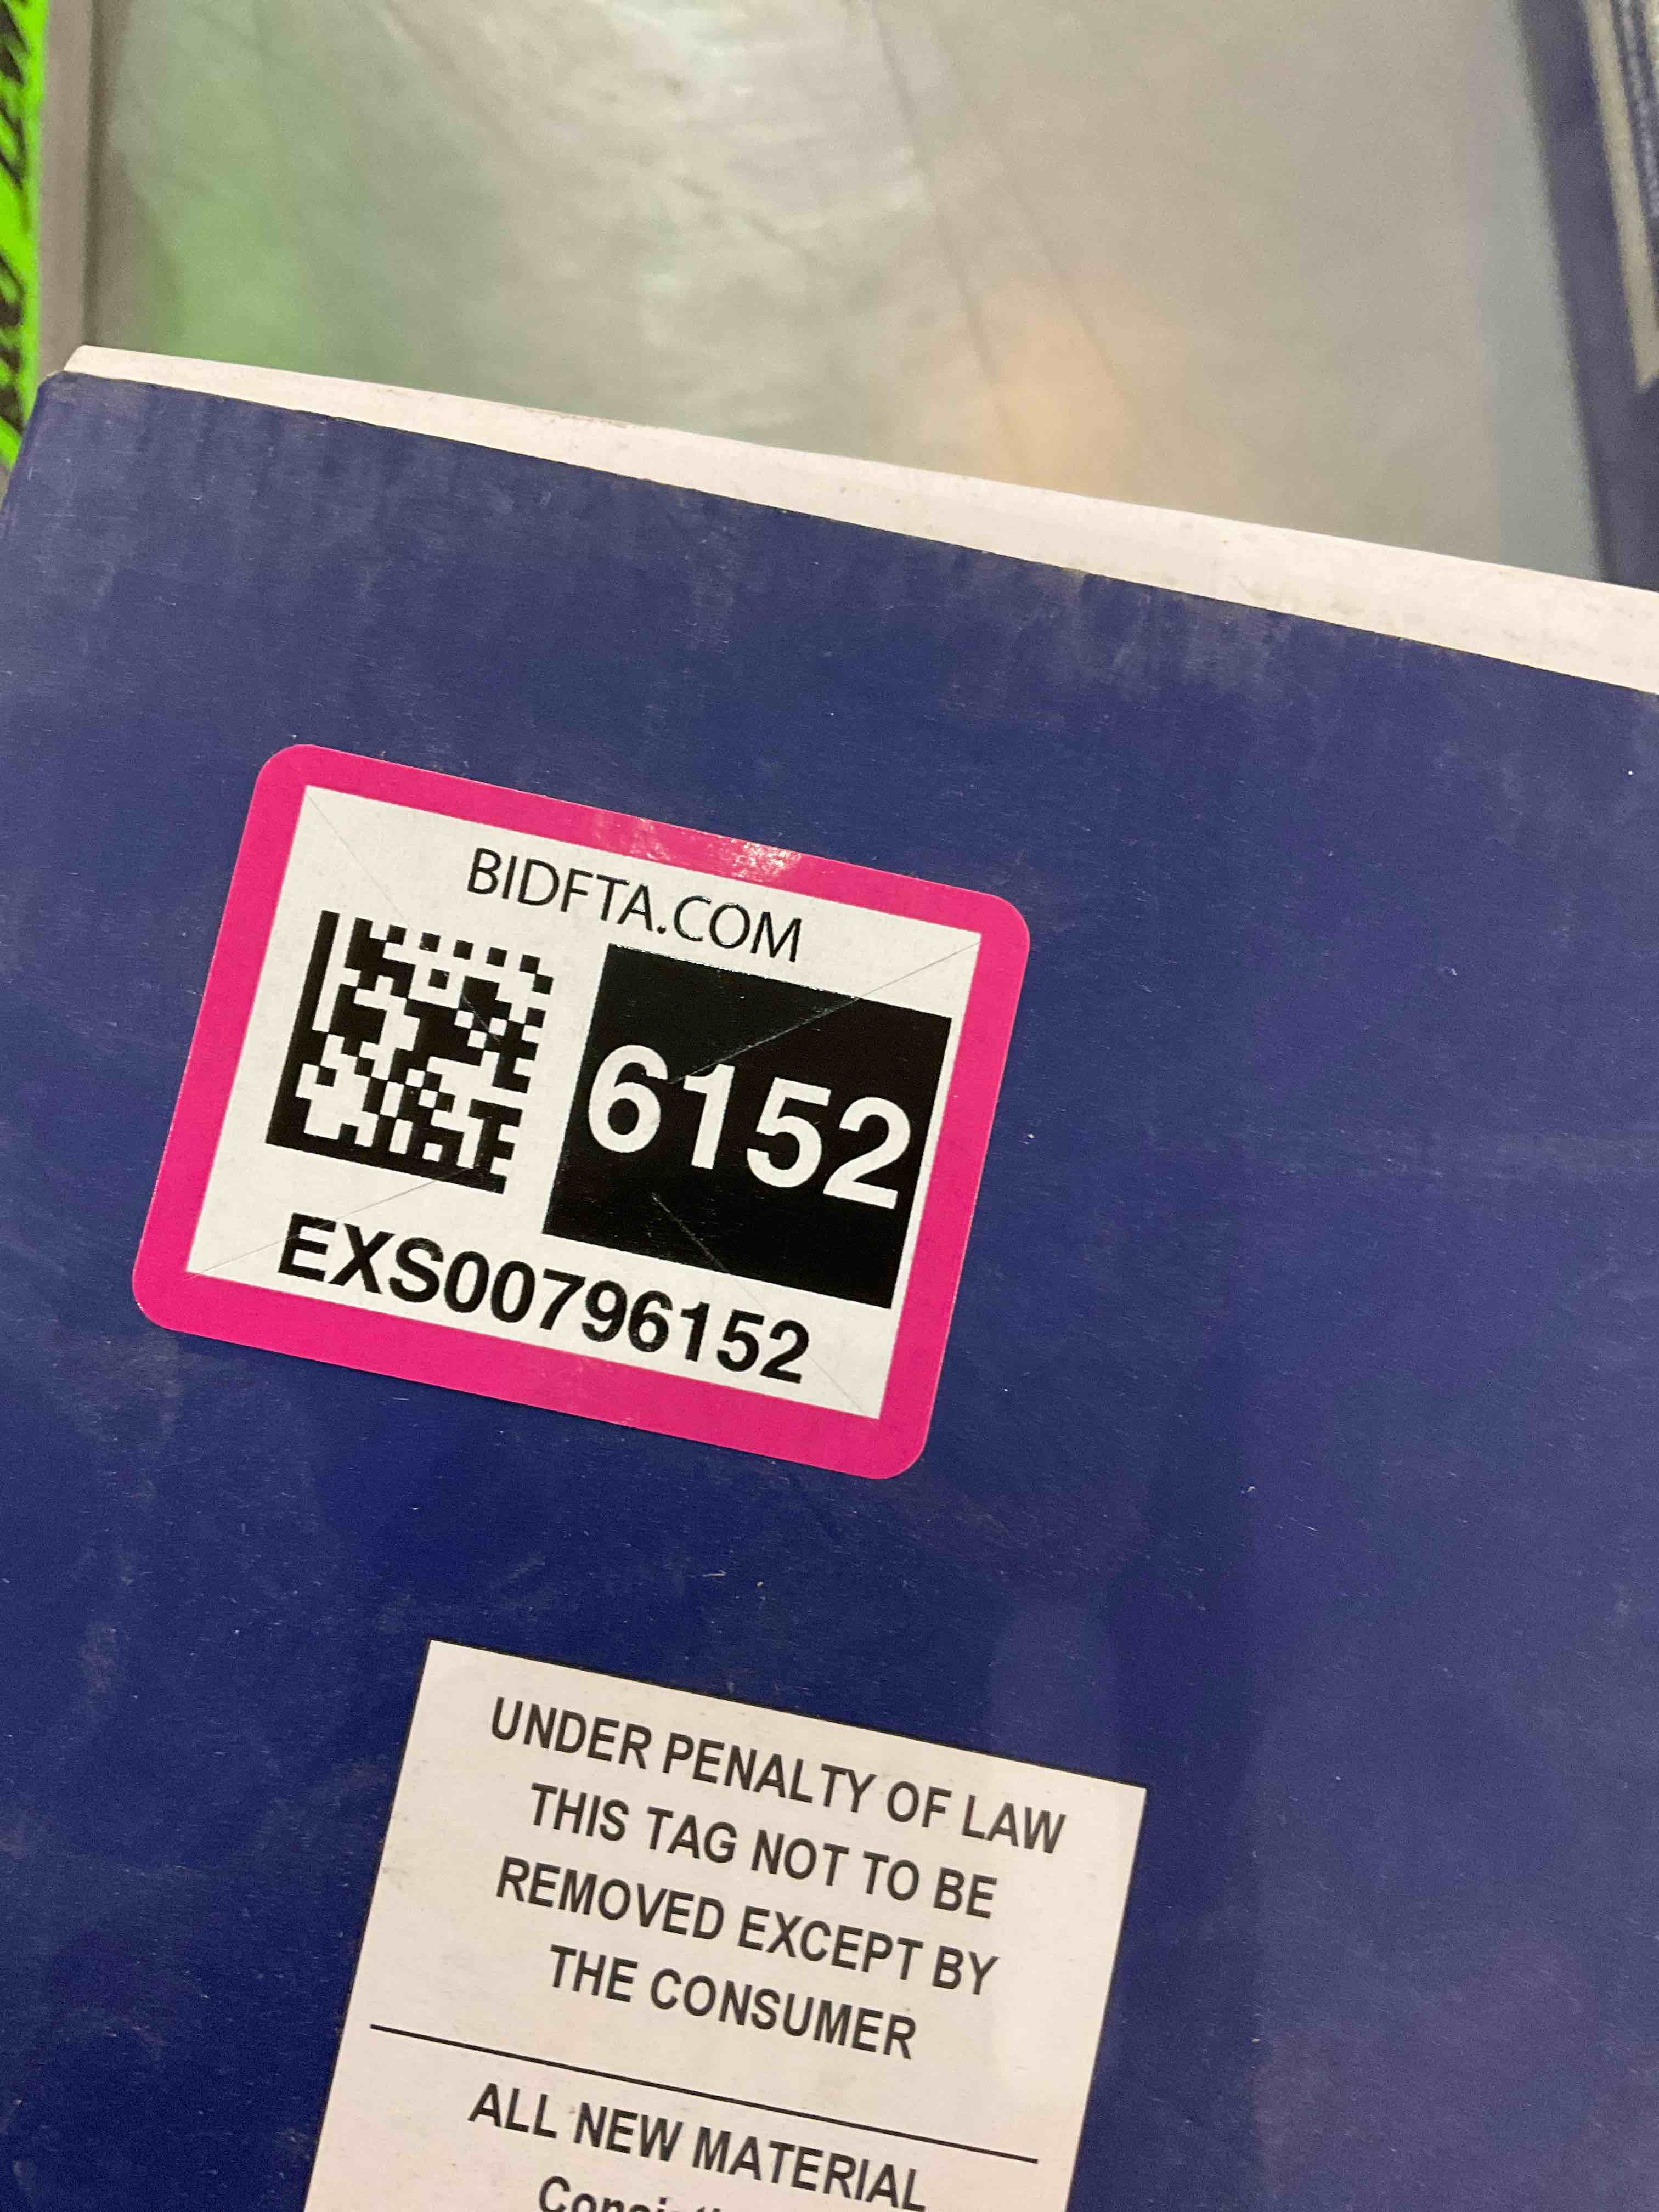 BIDFTA.COM
6152
EXS00796152
UNDER PENALTY OF LAW
THIS TAG NOT TO BE
REMOVED EXCEPT BY
THE CONSUMER
ALL NEW MATERIAL